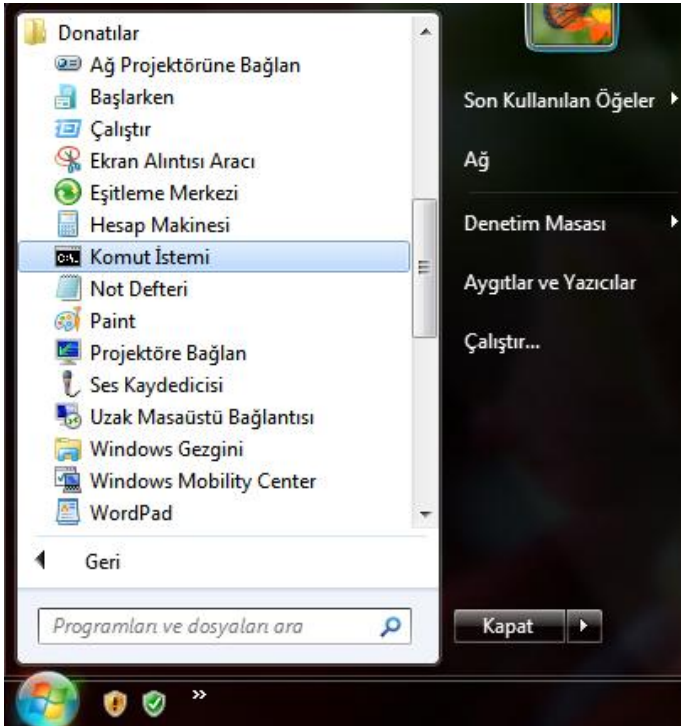 Donatılar
Ağ Projektörüne Bağlan
Başlarken
Çalıştır
Ekran Alıntısı Aracı
Eşitleme Merkezi
Hesap Makinesi
Komut İstemi
Not Defteri
Paint
Projektöre Bağlan
Ses Kaydedicisi
Uzak Masaüstü Bağlantısı
Windows Gezgini
Windows Mobility Center
WordPad
Geri
Programları ve dosyaları ara
Son Kullanılan Öğeler
Ağ
Denetim Masası
Aygıtlar ve Yazıcılar
Çalıştır...
Kapat